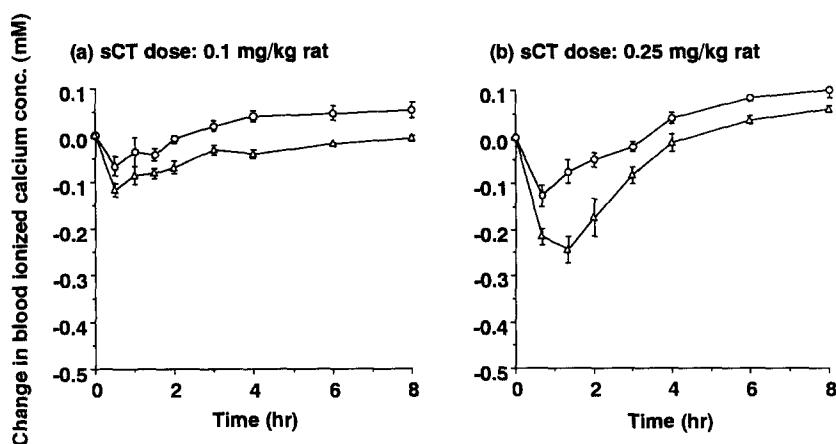 Change in blood ionized calcium conc. (mM)
(a) sCT dose: 0.1 mg/kg rat
0.1
0.0
-0.1
-0.2
-0.3
-0.4
-0.5
0 2 4 6 8
Time (hr)
(b) sCT dose: 0.25 mg/kg rat
0.1
0.0
-0.1
-0.2
-0.3
-0.4
-0.5
0 2 4 6 8
Time (hr)